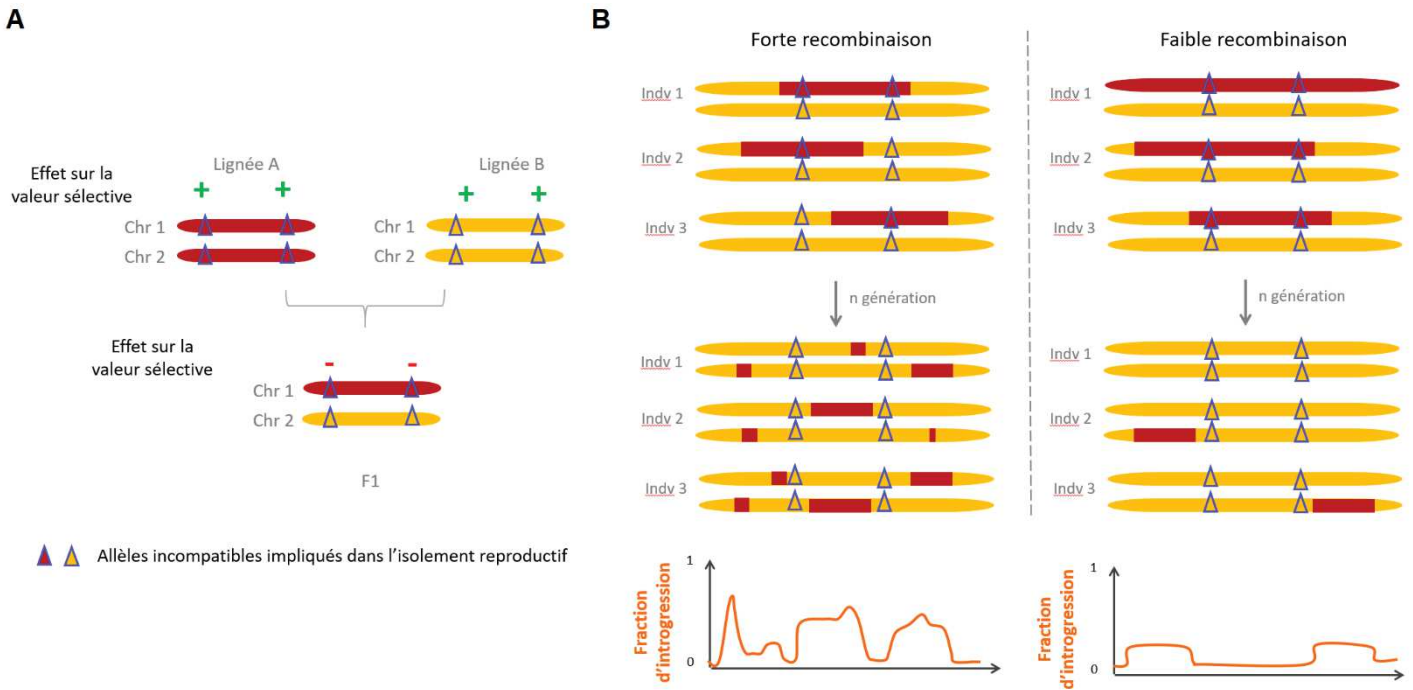 A
Lignée A
Lignée B
Effet sur la
valeur sélective
+ +
+ +
Chr 1
Chr 2
Chr 1
Chr 2
Effet sur la
valeur sélective
- -
Chr 1
Chr 2
F1
Allèles incompatibles impliqués dans l'isolement reproductif
B
Forte recombinaison
Indv 1
Indv 2
Indv 3
n génération
Indv 1
Indv 2
Indv 3
Fraction
d'introgression
1
0
Faible recombinaison
Indv 1
Indv 2
Indv 3
n génération
Indv 1
Indv 2
Indv 3
Fraction
d'introgression
1
0